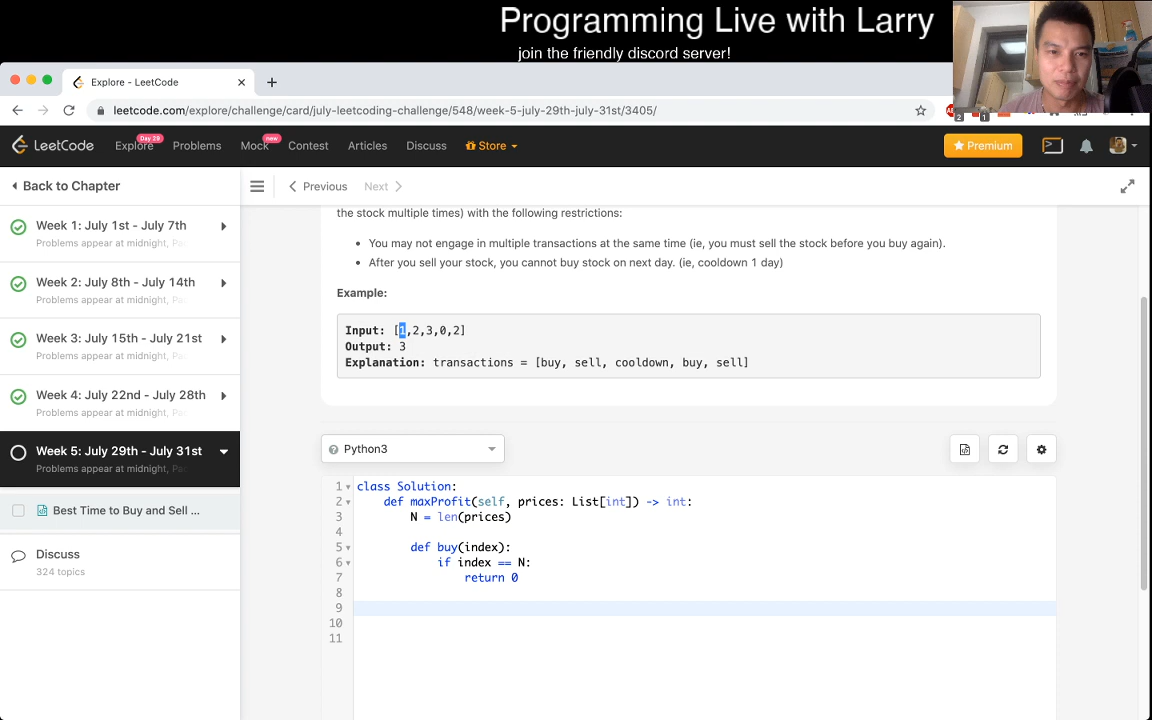 Programming Live with Larry
join the friendly discord server!
Explore - LeetCode
leetcode.com/explore/challenge/card/july-leetcoding-challenge/548/week-5-july-29th-july-31st/3405/
2
1
LeetCode
Explore
Day 29
Problems
Mock
new
Contest
Articles
Discuss
Store
Premium
Back to Chapter
Previous
Next
Week 1: July 1st - July 7th
Problems appear at midnight, Pa
Week 2: July 8th - July 14th
Problems appear at midnight, Pa
Week 3: July 15th - July 21st
Problems appear at midnight, Pa
Week 4: July 22nd - July 28th
Problems appear at midnight, Pa
Week 5: July 29th - July 31st
Problems appear at midnight, Pa
Best Time to Buy and Sell ...
Discuss
324 topics
the stock multiple times) with the following restrictions:
• You may not engage in multiple transactions at the same time (ie, you must sell the stock before you buy again).
• After you sell your stock, you cannot buy stock on next day. (ie, cooldown 1 day)
Example:
Input: [1,2,3,0,2]
Output: 3
Explanation: transactions = [buy, sell, cooldown, buy, sell]
Python3
1 class Solution:
2 def maxProfit(self, prices: List[int]) -> int:
3 N = len(prices)
4
5 def buy(index):
6 if index == N:
7 return 0
8
9
10
11